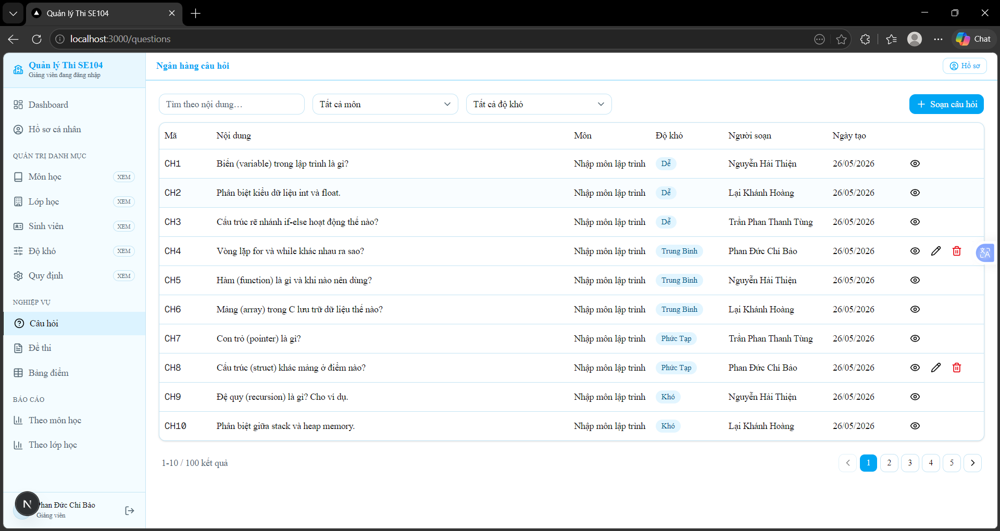 Quản lý Thi SE104
localhost:3000/questions
Chat
Quản lý Thi SE104
Giảng viên đang đăng nhập
Ngân hàng câu hỏi
Hồ sơ
Dashboard
Hồ sơ cá nhân
QUẢN TRỊ DANH MỤC
Môn học XEM
Lớp học XEM
Sinh viên XEM
Độ khó XEM
Quy định XEM
NGHIỆP VỤ
Câu hỏi
Đề thi
Bảng điểm
BÁO CÁO
Theo môn học
Theo lớp học
N
Phan Đức Chí Bảo
Giảng viên
Tìm theo nội dung… Tất cả môn Tất cả độ khó Soạn câu hỏi
Mã Nội dung Môn Độ khó Người soạn Ngày tạo
CH1 Biến (variable) trong lập trình là gì? Nhập môn lập trình Dễ Nguyễn Hải Thiện 26/05/2026
CH2 Phân biệt kiểu dữ liệu int và float. Nhập môn lập trình Dễ Lại Khánh Hoàng 26/05/2026
CH3 Cấu trúc rẽ nhánh if-else hoạt động thế nào? Nhập môn lập trình Dễ Trần Phan Thanh Tùng 26/05/2026
CH4 Vòng lặp for và while khác nhau ra sao? Nhập môn lập trình Trung Bình Phan Đức Chí Bảo 26/05/2026
CH5 Hàm (function) là gì và khi nào nên dùng? Nhập môn lập trình Trung Bình Nguyễn Hải Thiện 26/05/2026
CH6 Mảng (array) trong C lưu trữ dữ liệu thế nào? Nhập môn lập trình Trung Bình Lại Khánh Hoàng 26/05/2026
CH7 Con trỏ (pointer) là gì? Nhập môn lập trình Phức Tạp Trần Phan Thanh Tùng 26/05/2026
CH8 Cấu trúc (struct) khác mảng ở điểm nào? Nhập môn lập trình Phức Tạp Phan Đức Chí Bảo 26/05/2026
CH9 Đệ quy (recursion) là gì? Cho ví dụ. Nhập môn lập trình Khó Nguyễn Hải Thiện 26/05/2026
CH10 Phân biệt giữa stack và heap memory. Nhập môn lập trình Khó Lại Khánh Hoàng 26/05/2026
1-10 / 100 kết quả
1 2 3 4 5